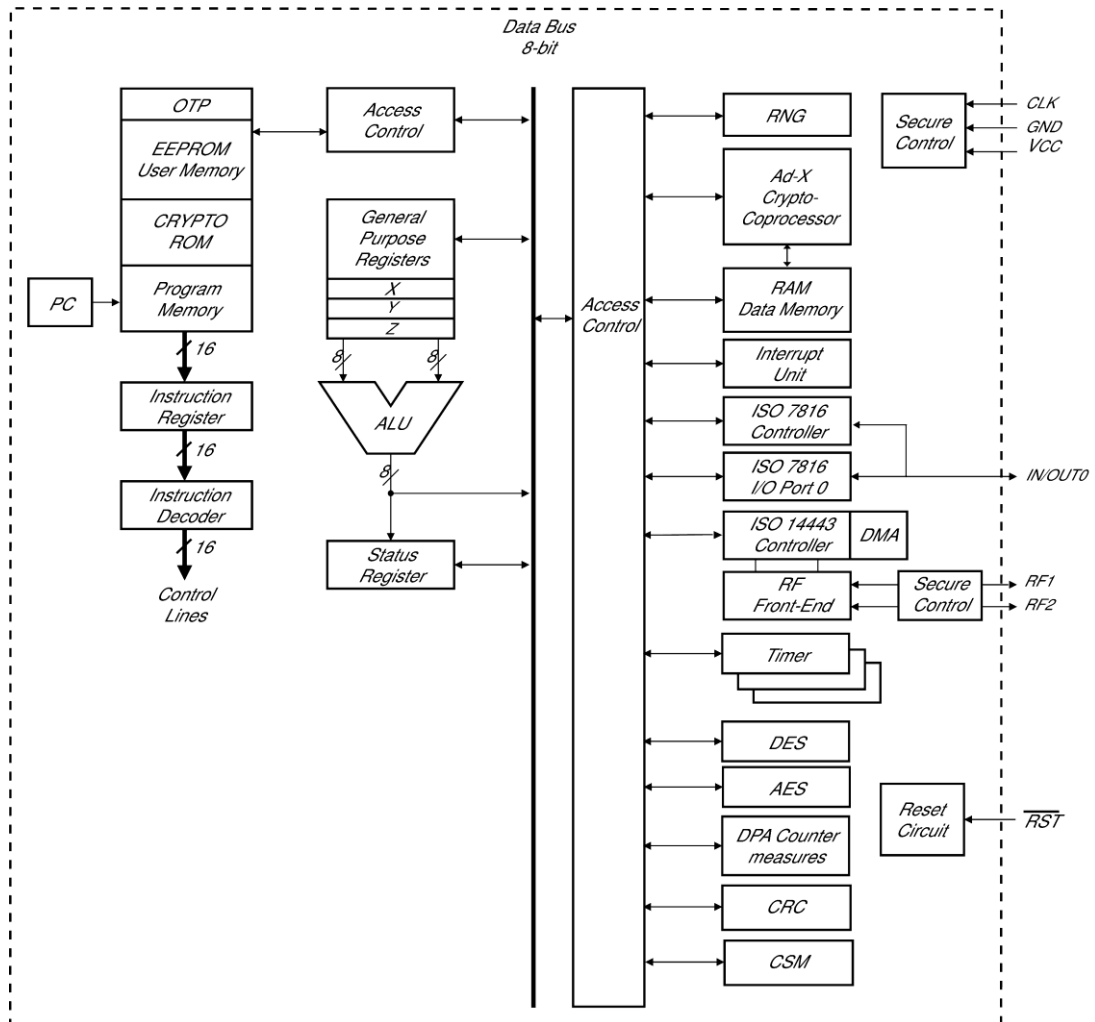 Data Bus
8-bit
OTP
EEPROM
User Memory
CRYPTO
ROM
Program
Memory
PC
16
Instruction
Register
16
Instruction
Decoder
16
Control
Lines
Access
Control
General
Purpose
Registers
X
Y
Z
8
8
ALU
8
Status
Register
Access
Control
RNG
Ad-X
Crypto-
Coprocessor
RAM
Data Memory
Interrupt
Unit
ISO 7816
Controller
ISO 7816
I/O Port 0
ISO 14443
Controller
DMA
RF
Front-End
Secure
Control
Timer
DES
AES
DPA Counter
measures
CRC
CSM
Secure
Control
CLK
GND
VCC
IN/OUT0
RF1
RF2
Reset
Circuit
RST